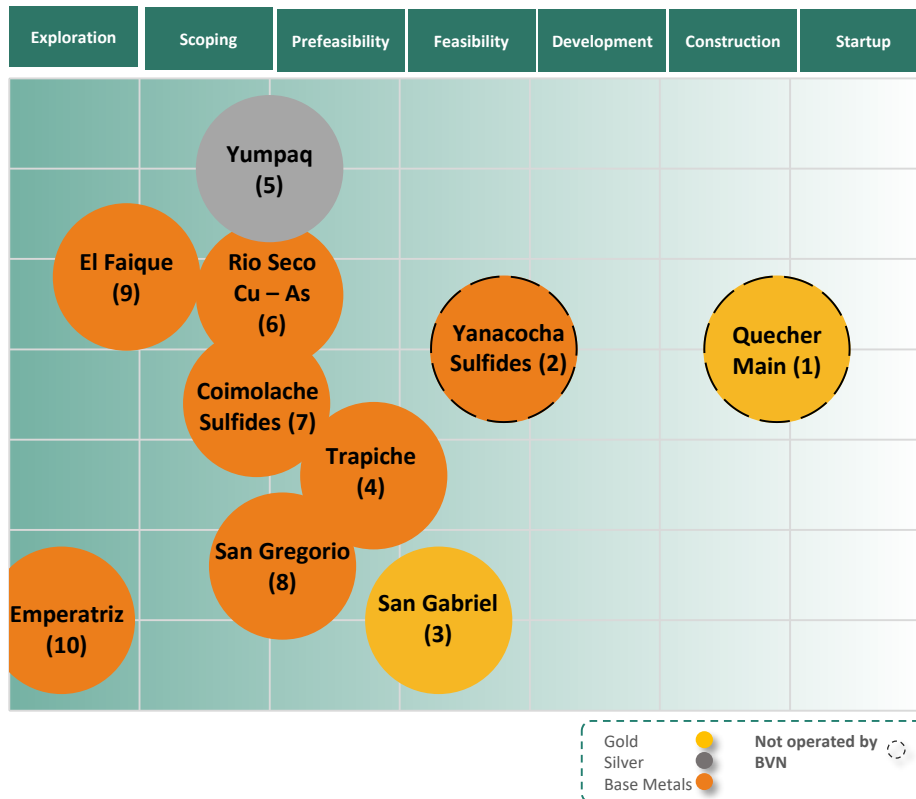 Exploration
Scoping
Prefeasibility
Feasibility
Development
Construction
Startup
Yumpaq
(5)
El Faique
(9)
Rio Seco
Cu – As
(6)
Yanacocha
Sulfides (2)
Quecher
Main (1)
Coimolache
Sulfides (7)
Trapiche
(4)
San Gregorio
(8)
San Gabriel
(3)
Emperatriz
(10)
Gold
Silver
Base Metals
Not operated by
BVN